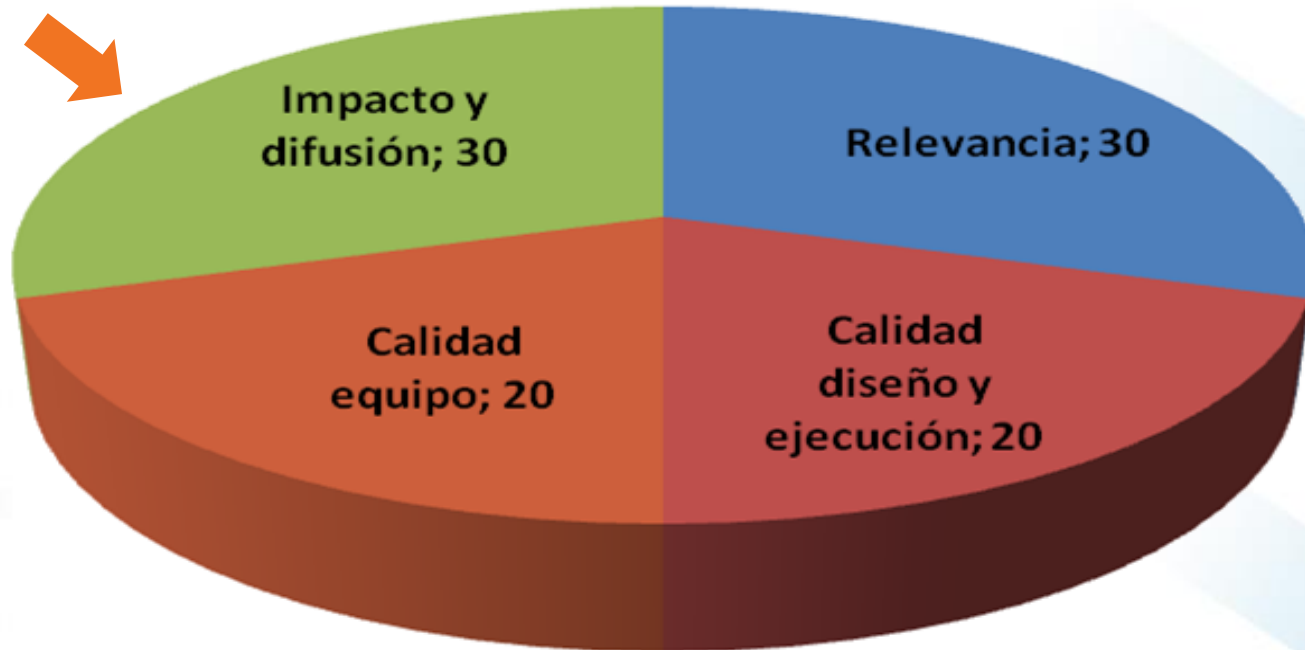 Impacto y
difusión; 30
Relevancia; 30
Calidad
equipo; 20
Calidad
diseño y
ejecución; 20